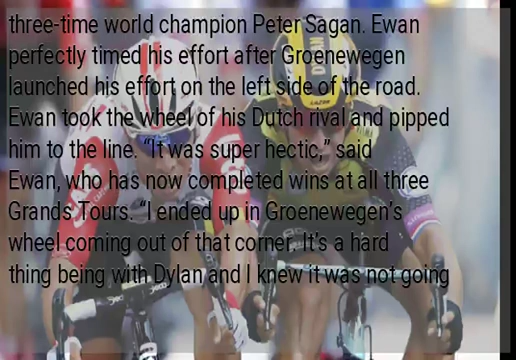 three-time world champion Peter Sagan. Ewan
perfectly timed his effort after Groenewegen
launched his effort on the left side of the road.
Ewan took the wheel of his Dutch rival and pipped
him to the line. “It was super hectic,” said
Ewan, who has now completed wins at all three
Grands Tours. “I ended up in Groenewegen’s
wheel coming out of that corner. It’s a hard
thing being with Dylan and I knew it was not going
LAZER